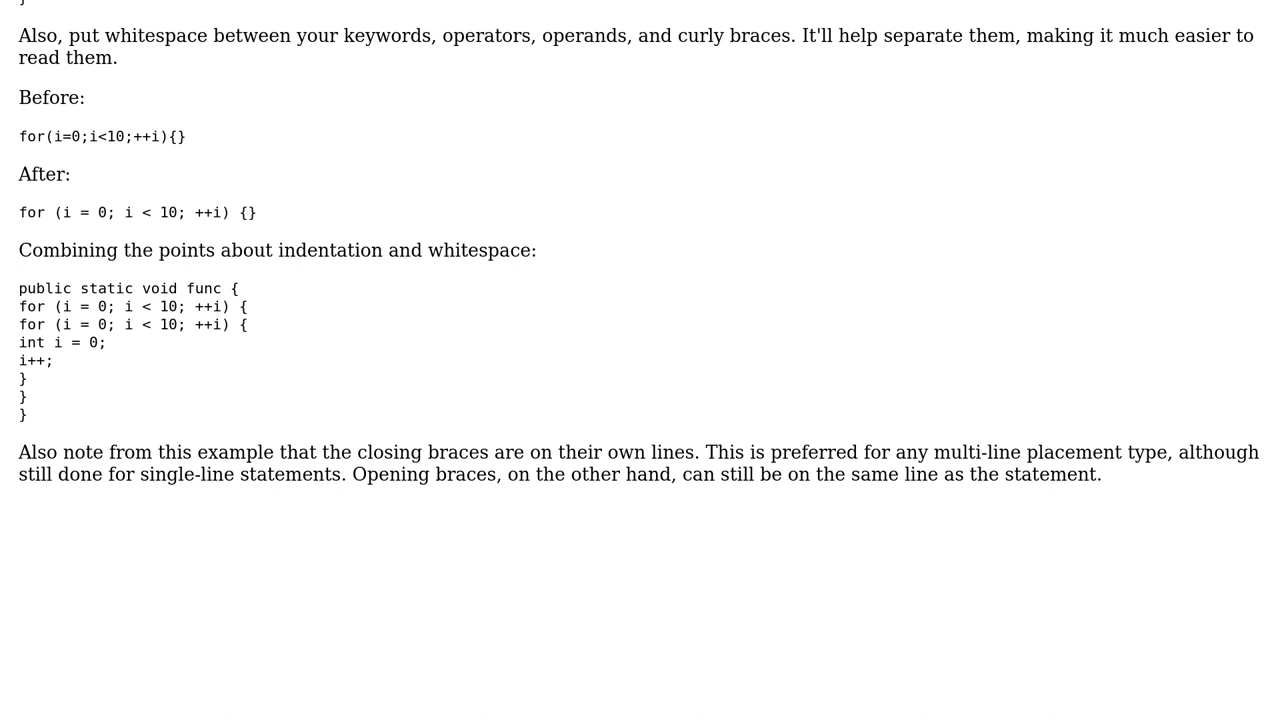 }
Also, put whitespace between your keywords, operators, operands, and curly braces. It'll help separate them, making it much easier to
read them.
Before:
for(i=0;i<10;++i){}
After:
for (i = 0; i < 10; ++i) {}
Combining the points about indentation and whitespace:
public static void func {
for (i = 0; i < 10; ++i) {
for (i = 0; i < 10; ++i) {
int i = 0;
i++;
}
}
}
Also note from this example that the closing braces are on their own lines. This is preferred for any multi-line placement type, although
still done for single-line statements. Opening braces, on the other hand, can still be on the same line as the statement.